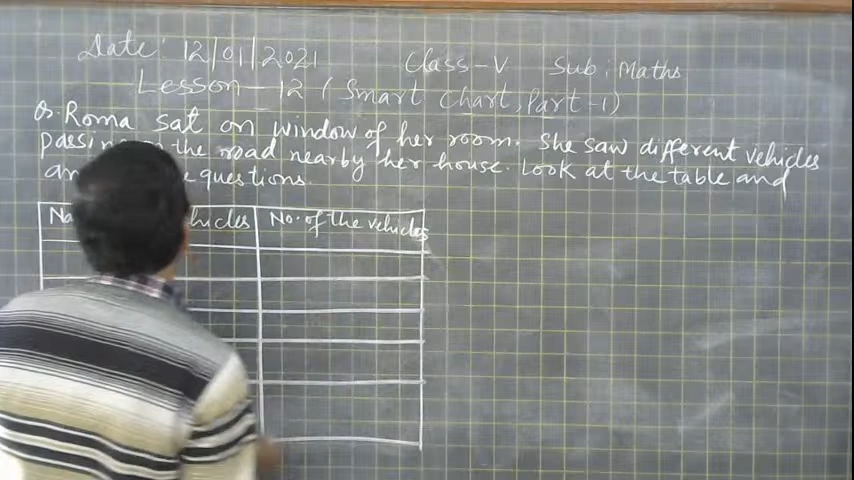 Date: 12/01/2021 Class-V Sub: Maths
Lesson - 12 (Smart Chart, Part-1)
Q. Roma sat on window of her room. She saw different vehicles
passing the road nearby her house. Look at the table and
questions.
No. of the vehicles